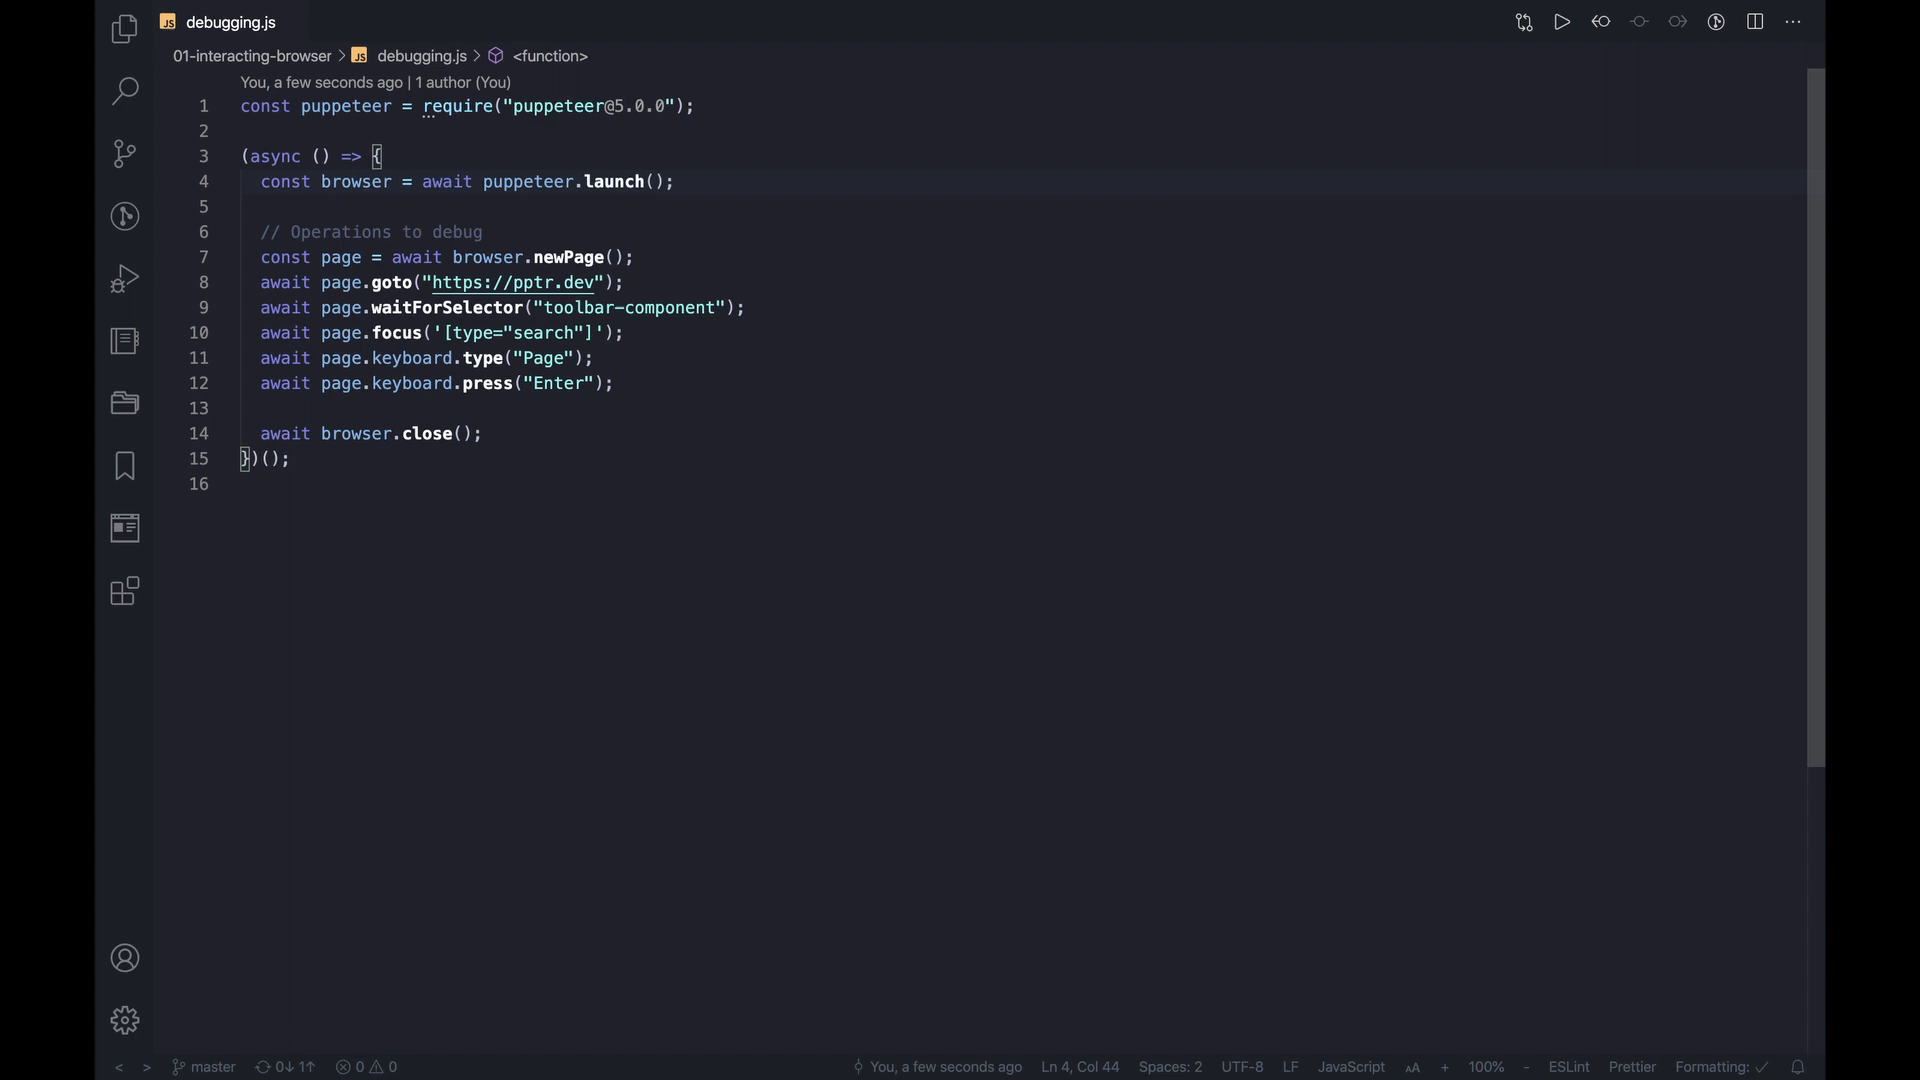 JS debugging.js
01-interacting-browser > JS debugging.js > <function>
You, a few seconds ago | 1 author (You)
1 const puppeteer = require("puppeteer@5.0.0");
2
3 (async () => {
4   const browser = await puppeteer.launch();
5
6   // Operations to debug
7   const page = await browser.newPage();
8   await page.goto("https://pptr.dev");
9   await page.waitForSelector("toolbar-component");
10   await page.focus('[type="search"]');
11   await page.keyboard.type("Page");
12   await page.keyboard.press("Enter");
13
14   await browser.close();
15 })();
16
< > master 0↓ 1↑ 0 0 You, a few seconds ago Ln 4, Col 44 Spaces: 2 UTF-8 LF JavaScript AA + 100% - ESLint Prettier Formatting: ✓